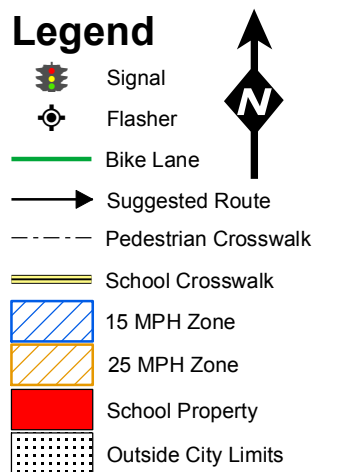 Legend
N
Signal
Flasher
Bike Lane
Suggested Route
Pedestrian Crosswalk
School Crosswalk
15 MPH Zone
25 MPH Zone
School Property
Outside City Limits